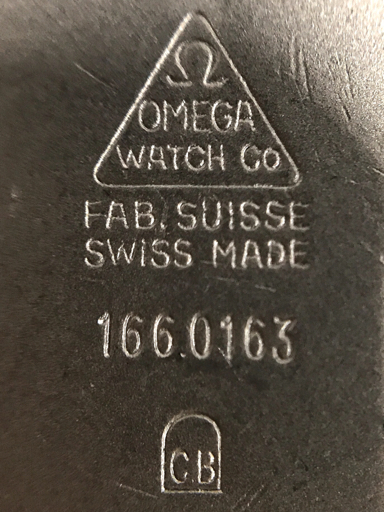 Ω
OMEGA
WATCH Co
FAB. SUISSE
SWISS MADE
166.0163
CB